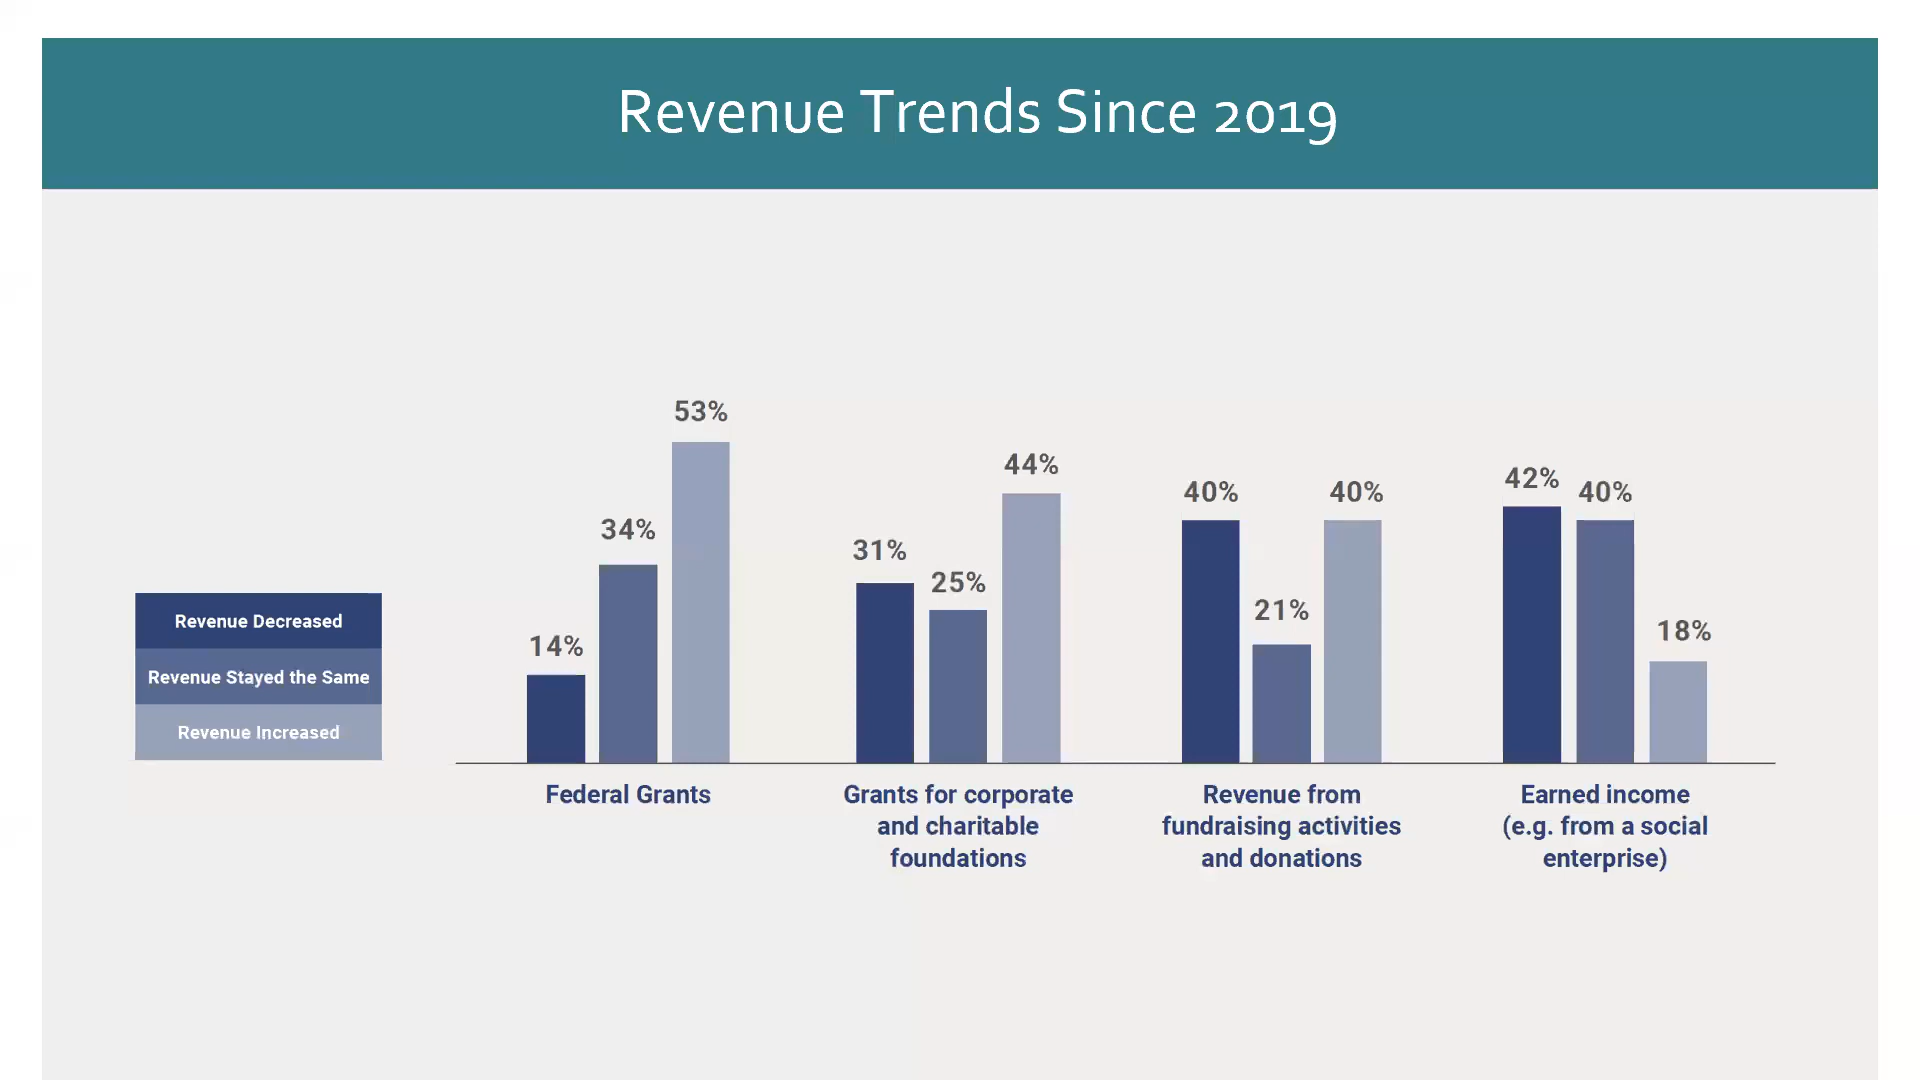 Revenue Trends Since 2019
53%
44%
42%
40%
40%
40%
34%
31%
25%
21%
18%
14%
Revenue Decreased
Revenue Stayed the Same
Revenue Increased
Federal Grants
Grants for corporate
and charitable
foundations
Revenue from
fundraising activities
and donations
Earned income
(e.g. from a social
enterprise)